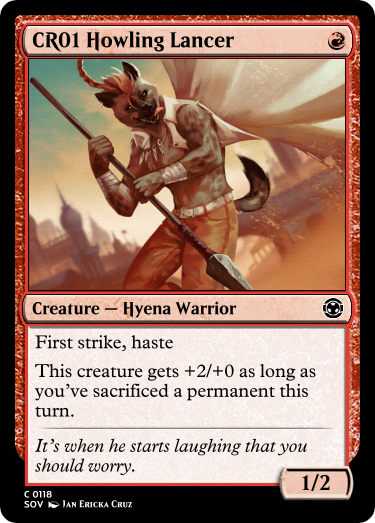 CR01 Howling Lancer
Creature — Hyena Warrior
First strike, haste
This creature gets +2/+0 as long as
you've sacrificed a permanent this
turn.
It's when he starts laughing that you
should worry.
1/2
C 0118
SOV Jan Ericka Cruz